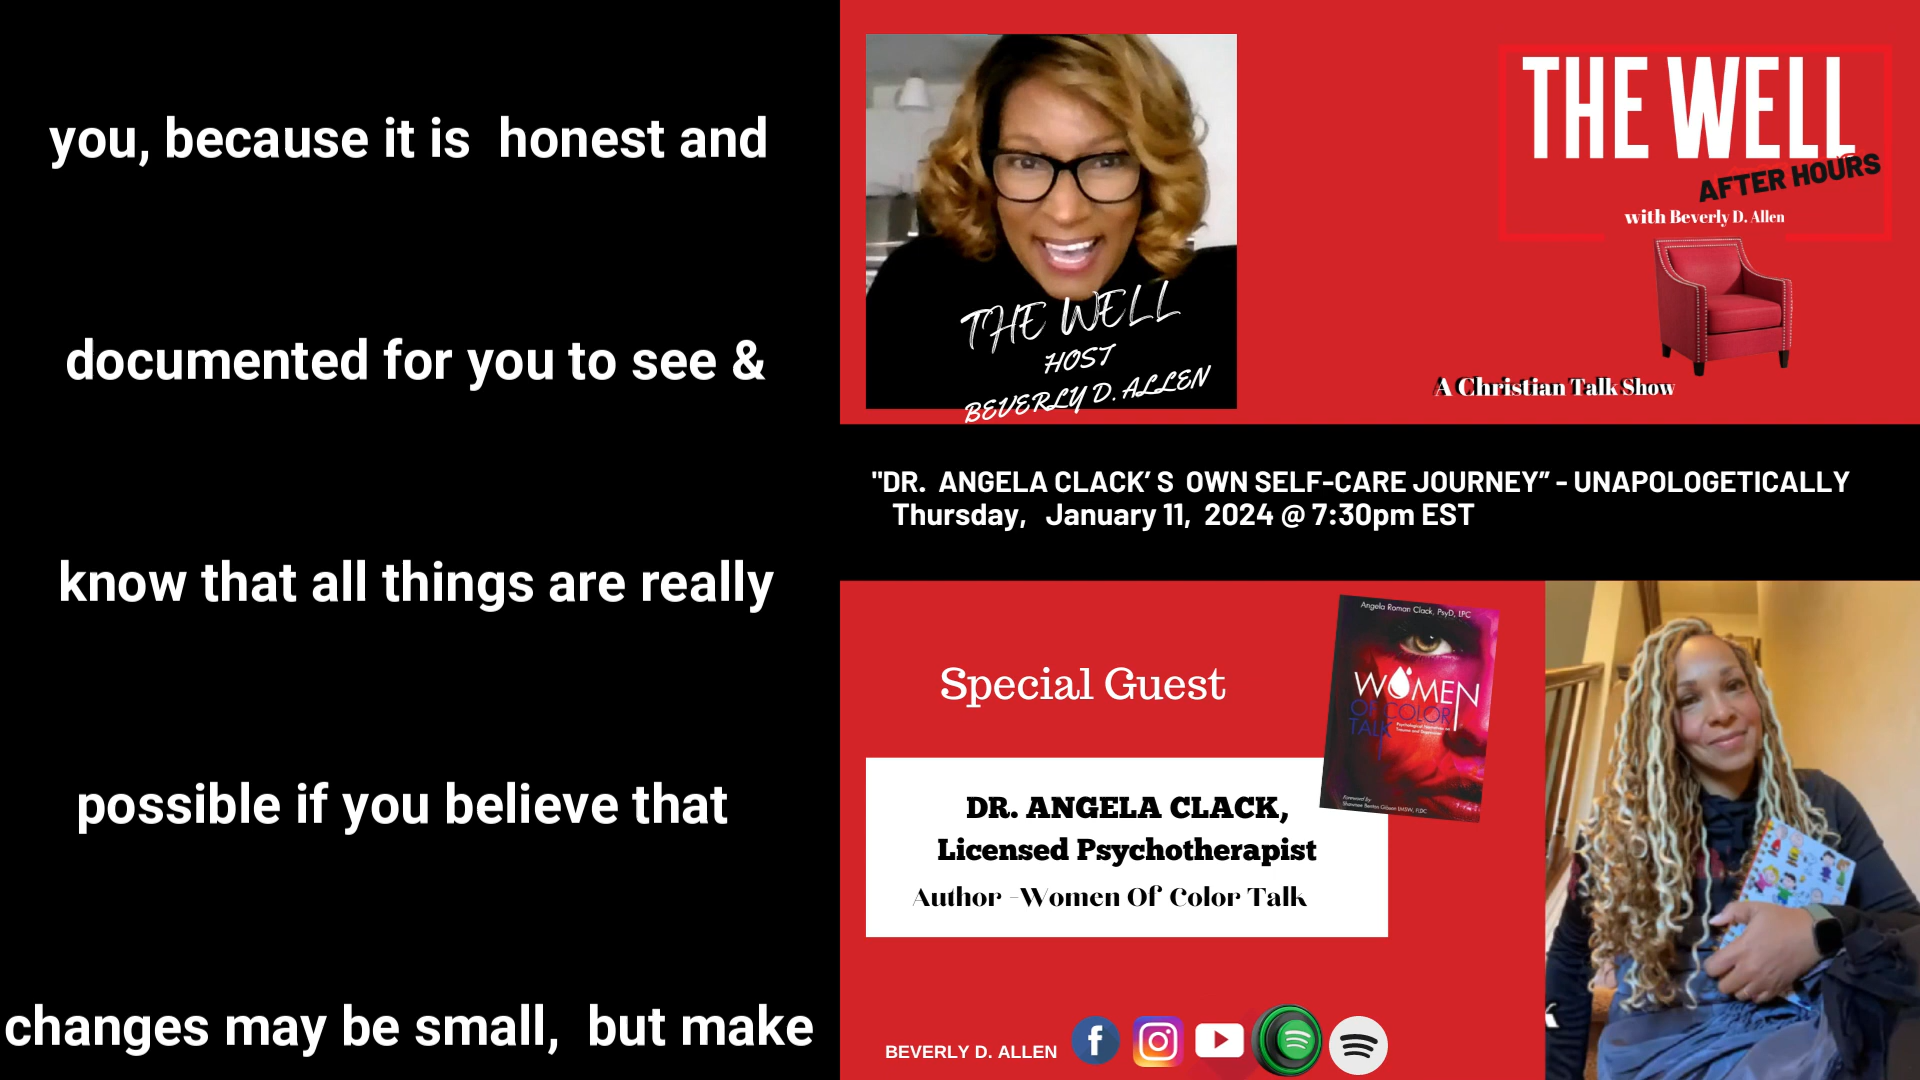 you, because it is  honest and
documented for you to see &
know that all things are really
possible if you believe that
changes may be small,  but make
THE WELL
HOST
BEVERLY D. ALLEN
THE WELL
AFTER HOURS
with Beverly D. Allen
A Christian Talk Show
"DR.  ANGELA CLACK’ S  OWN SELF-CARE JOURNEY” - UNAPOLOGETICALLY
Thursday,   January 11,  2024 @ 7:30pm EST
Special Guest
Angela Roman Clack, PsyD, LPC
WOMEN
OF COLOR
TALK
Foreword by
DR. ANGELA CLACK,
Licensed Psychotherapist
Author -Women Of Color Talk
BEVERLY D. ALLEN